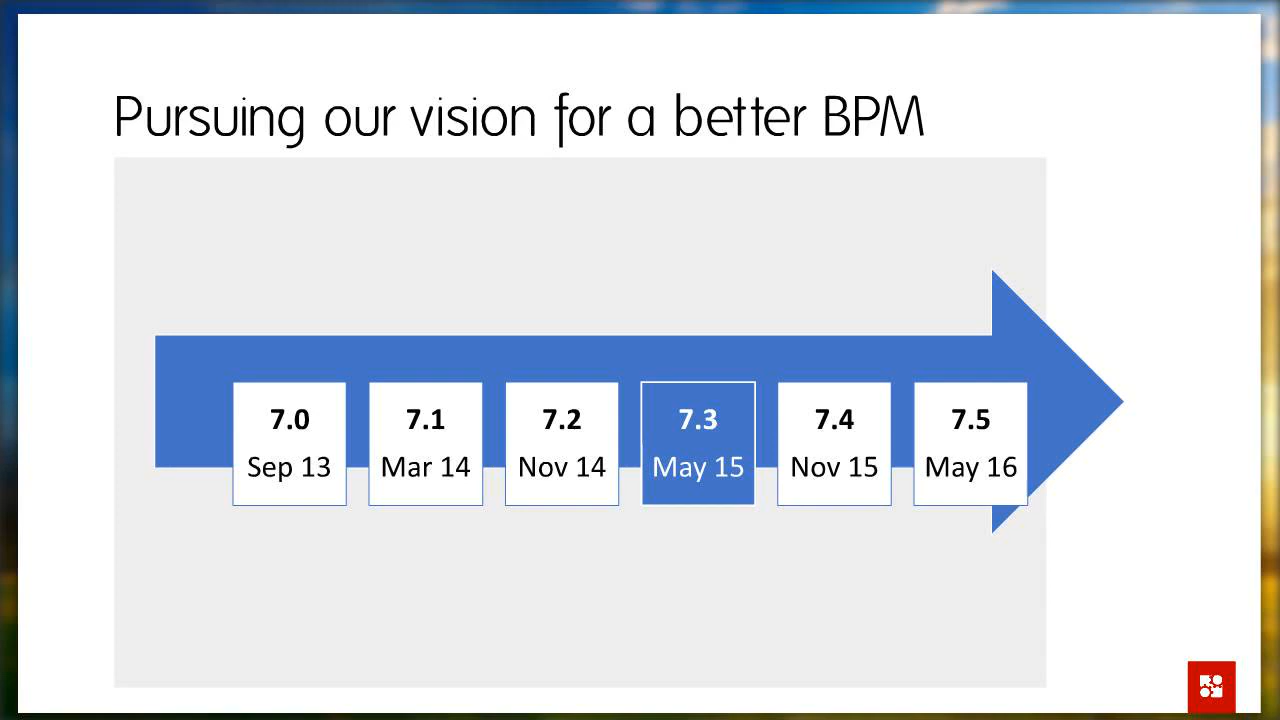 Pursuing our vision for a better BPM
7.0
Sep 13
7.1
Mar 14
7.2
Nov 14
7.3
May 15
7.4
Nov 15
7.5
May 16